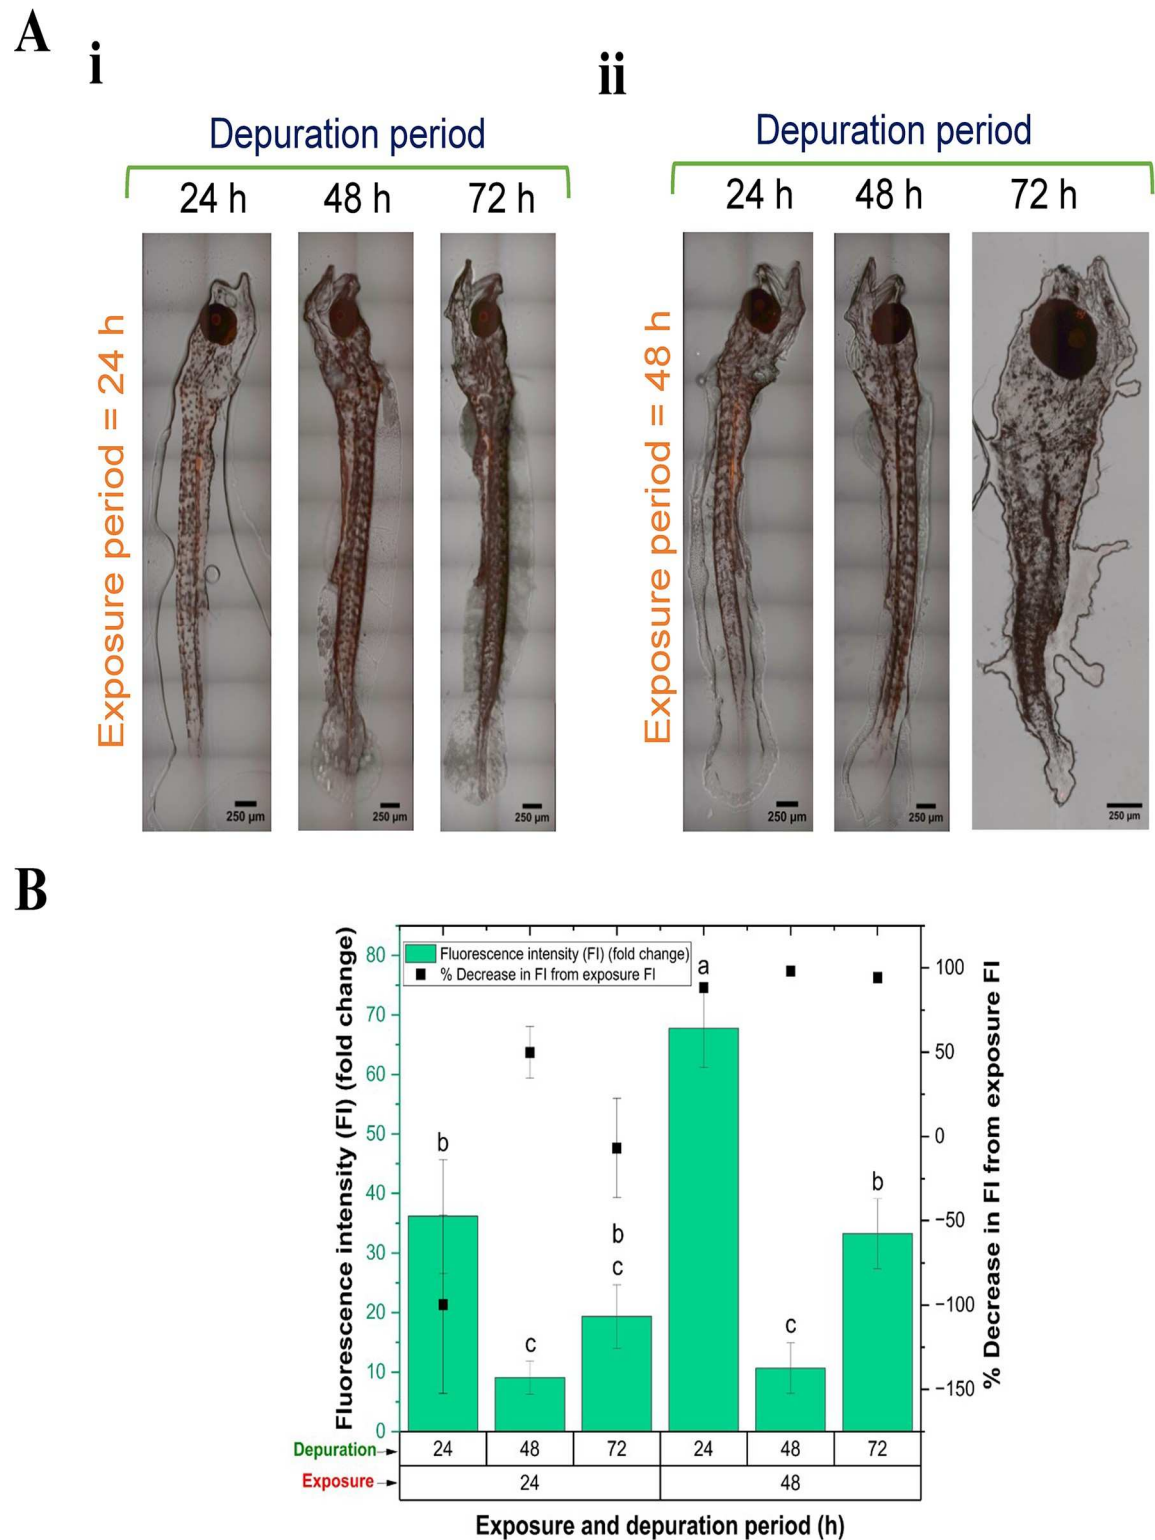 A
i
ii
Depuration period
Depuration period
24 h
48 h
72 h
24 h
48 h
72 h
Exposure period = 24 h
Exposure period = 48 h
250 µm
250 µm
250 µm
250 µm
250 µm
250 µm
B
Fluorescence intensity (FI) (fold change)
% Decrease in FI from exposure FI
Fluorescence intensity (FI) (fold change)
80
70
60
50
40
30
20
10
0
b
c
b
c
a
c
b
100
50
0
−50
−100
−150
% Decrease in FI from exposure FI
Depuration
24
48
72
24
48
72
Exposure
24
48
Exposure and depuration period (h)